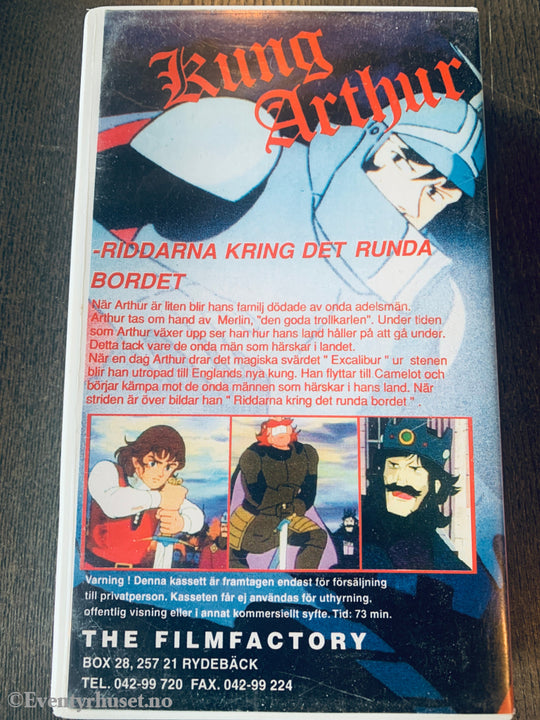 Kung
Arthur
-RIDDARNA KRING DET RUNDA
BORDET
När Arthur är liten blir hans familj dödade av onda adelsmän.
Arthur tas om hand av Merlin, "den goda trollkarlen". Under tiden
som Arthur växer upp ser han hur hans land håller på att gå under.
Detta tack vare de onda män som härskar i landet.
När en dag Arthur drar det magiska svärdet " Excalibur " ur stenen
blir han utropad till Englands nya kung. Han flyttar till Camelot och
börjar kämpa mot de onda männen som härskar i hans land. När
striden är över bildar han " Riddarna kring det runda bordet " .
Varning ! Denna kassett är framtagen endast för försäljning
till privatperson. Kasseten får ej användas för uthyrning,
offentlig visning eller i annat kommersiellt syfte. Tid: 73 min.
THE FILMFACTORY
BOX 28, 257 21 RYDEBÄCK
TEL. 042-99 720 FAX. 042-99 224
©Eventyrhuset.no